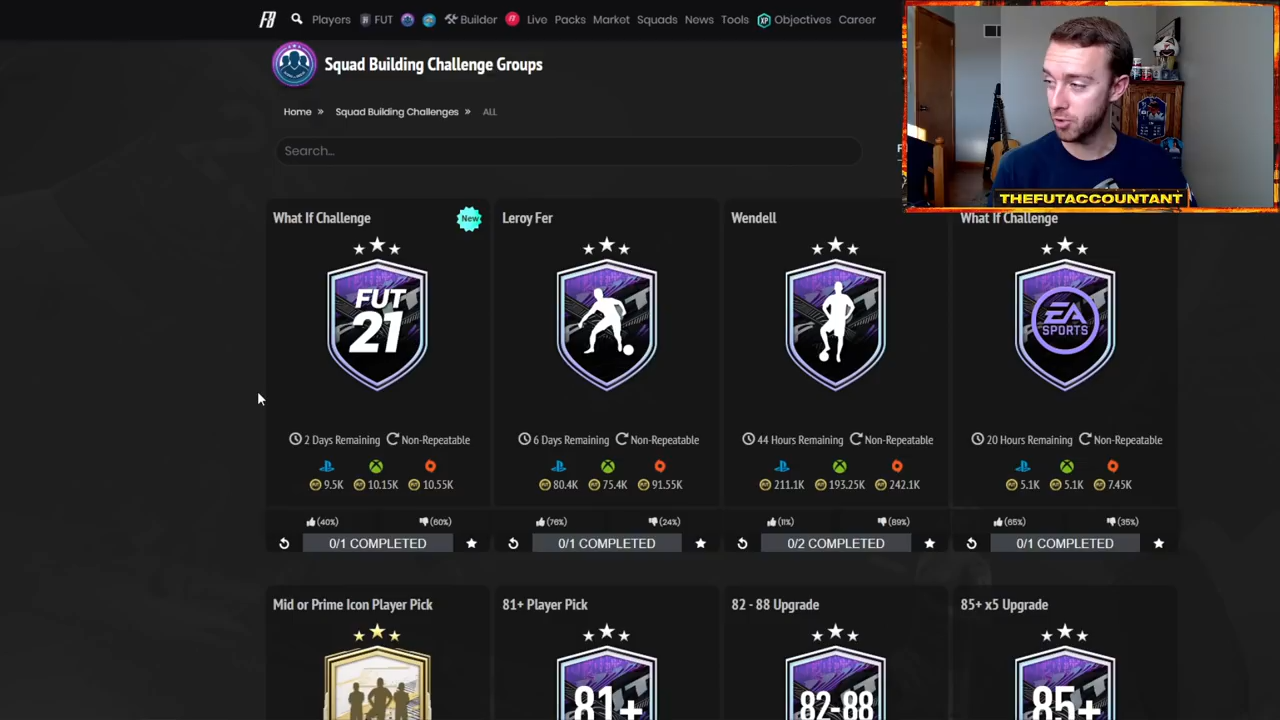 FB Players FUT Builder Live Packs Market Squads News Tools XP Objectives Career
Squad Building Challenge Groups
Home » Squad Building Challenges » ALL
Search...
THEFUTACCOUNTANT
What If Challenge New
FUT
21
2 Days Remaining Non-Repeatable
9.5K 10.15K 10.55K
(40%) (60%)
0/1 COMPLETED
Leroy Fer
6 Days Remaining Non-Repeatable
80.4K 75.4K 91.55K
(76%) (24%)
0/1 COMPLETED
Wendell
44 Hours Remaining Non-Repeatable
211.1K 193.25K 242.1K
(11%) (89%)
0/2 COMPLETED
What If Challenge
EA
SPORTS
20 Hours Remaining Non-Repeatable
5.1K 5.1K 7.45K
(65%) (35%)
0/1 COMPLETED
Mid or Prime Icon Player Pick
81+ Player Pick
81+
82 - 88 Upgrade
82-88
85+ x5 Upgrade
85+